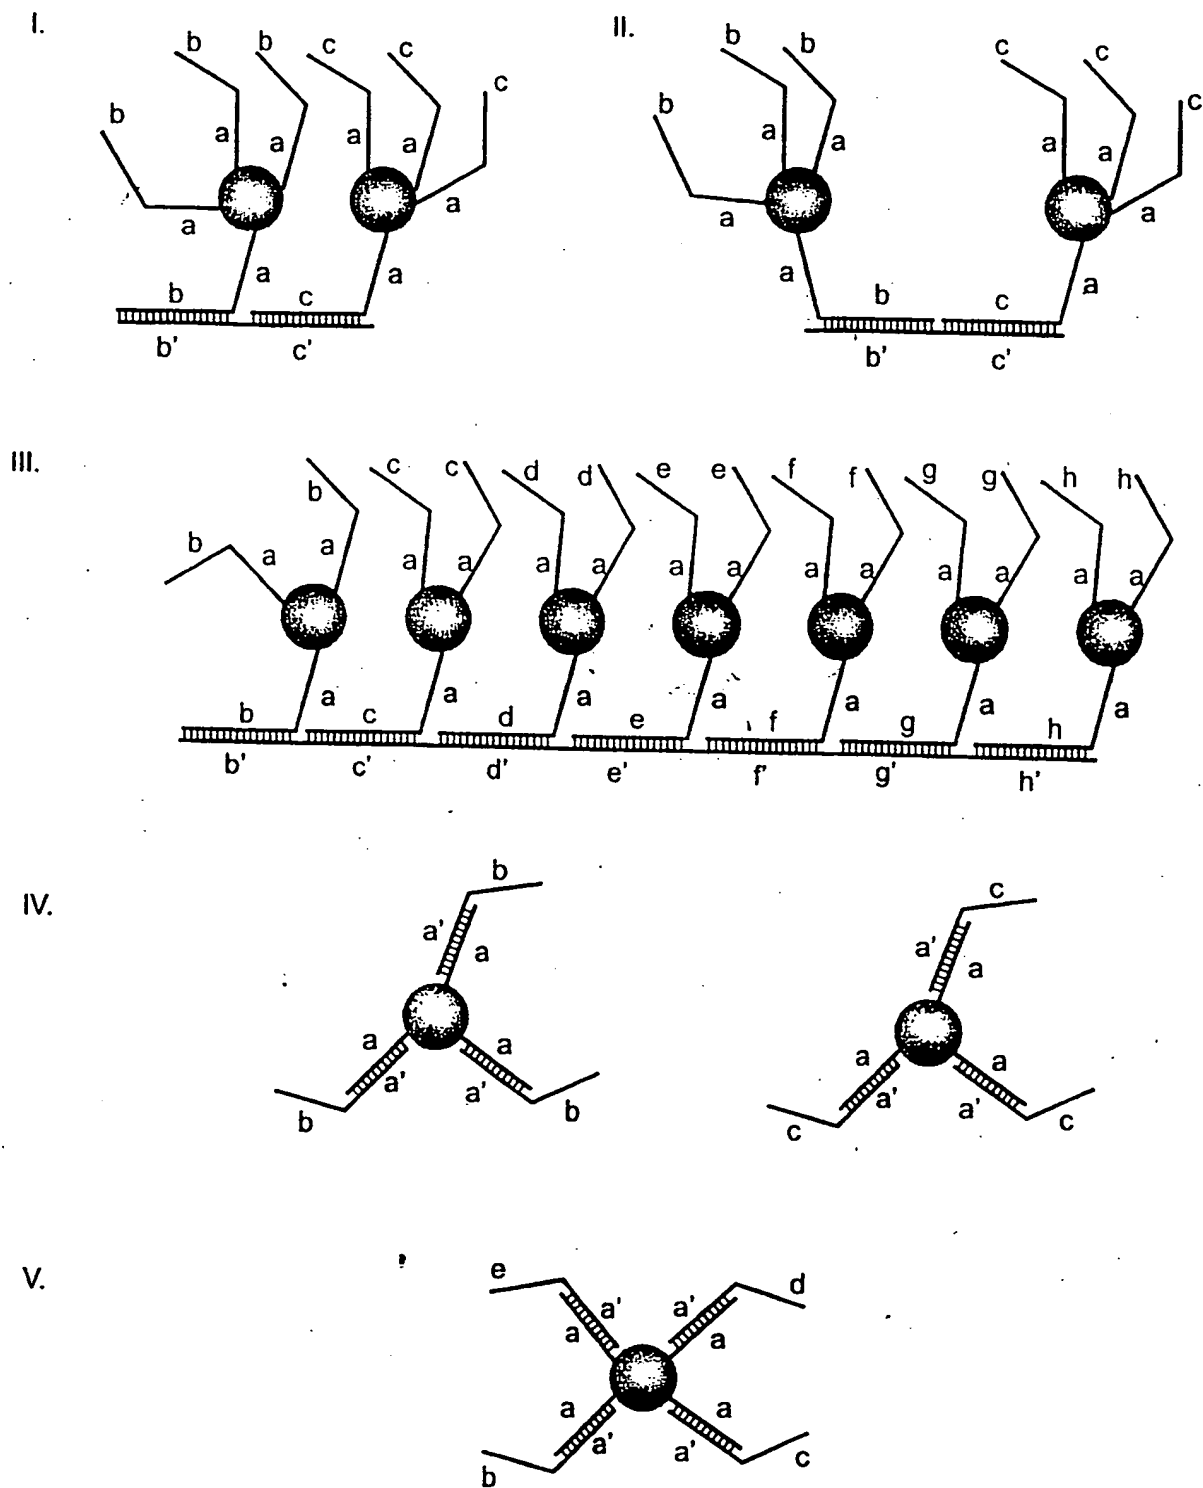 I.
II.
b b c c
b b c
c
b c
b
c
a a a a
a a a a
a a a a
a a a a
b c b c
b' c' b' c'
III.
b c c d d e e f f g g h h
b
a a a a a a a a a a a a a a
a a a a a a a
b c d e f g h
b' c' d' e' f' g' h'
IV.
b c
a' a a' a
a a a a
a' a' a' a'
b b c c
V.
e d
a' a'
a a
a a
a' a'
b c